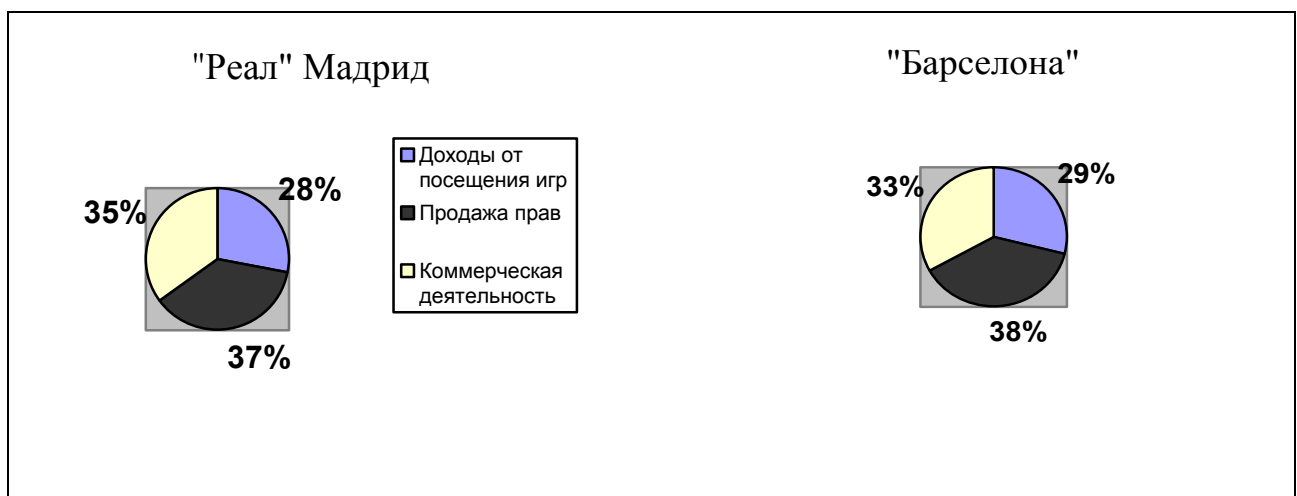 "Реал" Мадрид
28%
35%
37%
Доходы от
посещения игр
Продажа прав
Коммерческая
деятельность
"Барселона"
29%
33%
38%